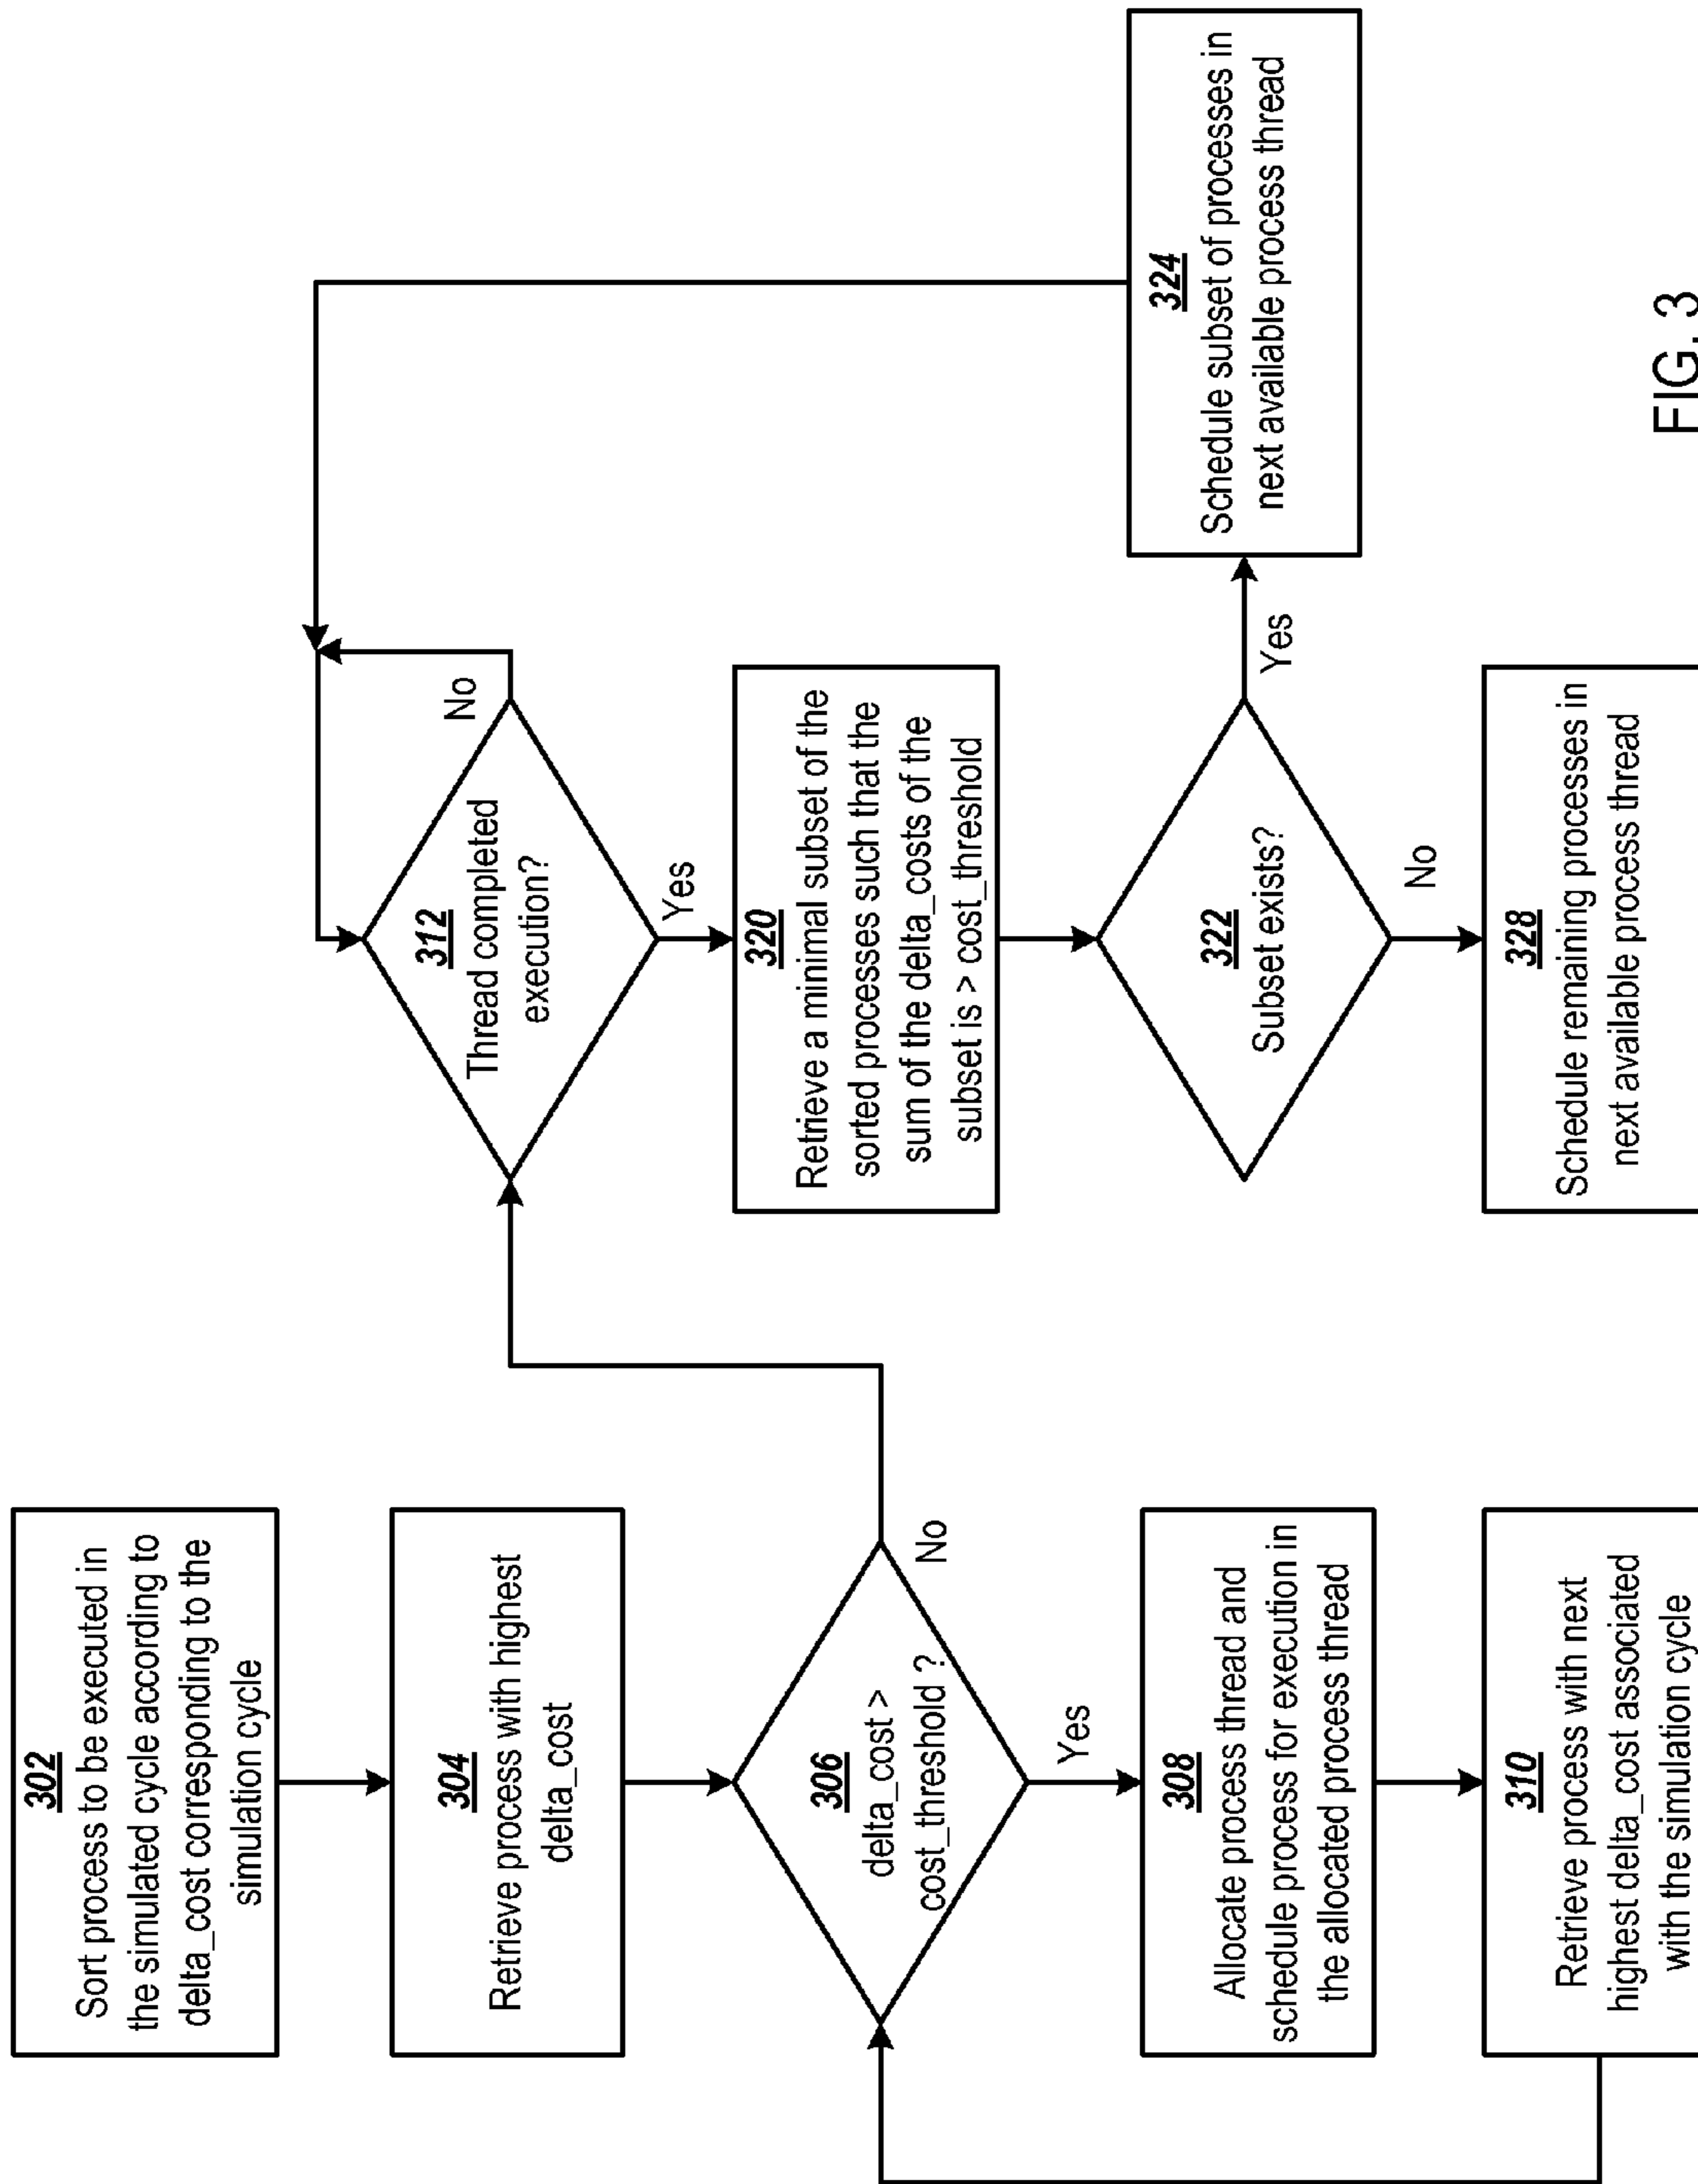 302
Sort process to be executed in
the simulated cycle according to
delta_cost corresponding to the
simulation cycle
304
Retrieve process with highest
delta_cost
306
delta_cost >
cost_threshold ?
No
Yes
308
Allocate process thread and
schedule process for execution in
the allocated process thread
310
Retrieve process with next
highest delta_cost associated
with the simulation cycle
312
Thread completed
execution?
No
Yes
320
Retrieve a minimal subset of the
sorted processes such that the
sum of the delta_costs of the
subset is > cost_threshold
322
Subset exists?
Yes
No
324
Schedule subset of processes in
next available process thread
328
Schedule remaining processes in
next available process thread
FIG. 3